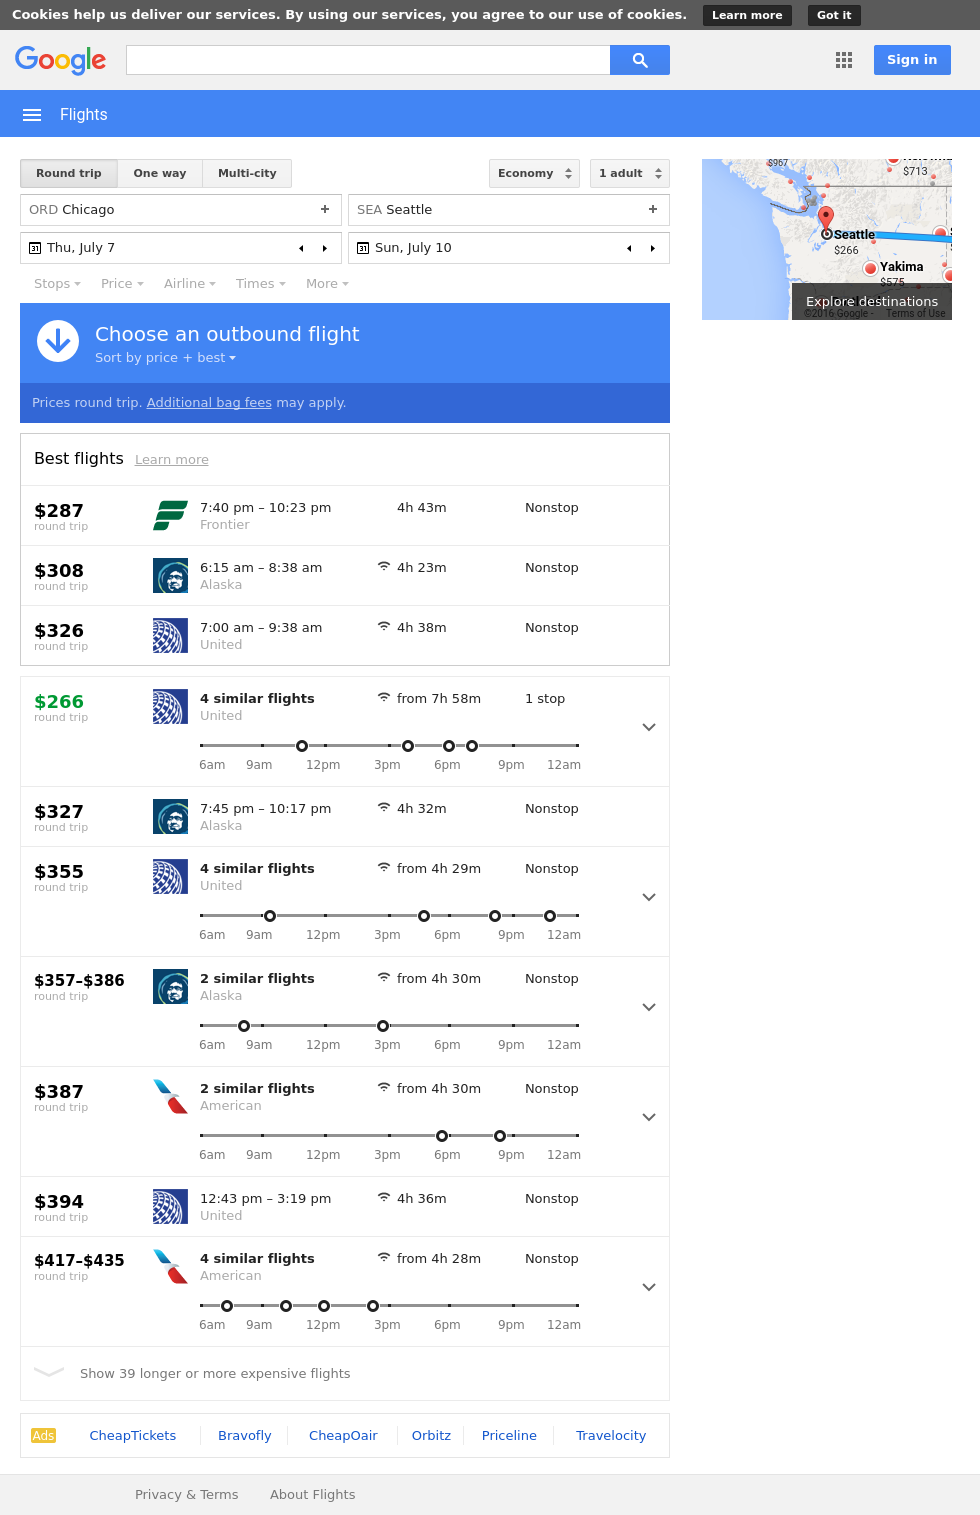 Cookies help us deliver our services. By using our services, you agree to our use of cookies. Learn more Got it
Google Sign in
Flights
Round trip One way Multi-city Economy 1 adult
ORD Chicago + SEA Seattle +
31 Thu, July 7 31 Sun, July 10
Stops Price Airline Times More
Choose an outbound flight
Sort by price + best
Prices round trip. Additional bag fees may apply.
$967
$713
Seattle
$266
Yakima
$575
Explore destinations
©2016 Google - Terms of Use
Best flights Learn more
$287 7:40 pm – 10:23 pm 4h 43m Nonstop
round trip Frontier
$308 6:15 am – 8:38 am 4h 23m Nonstop
round trip Alaska
$326 7:00 am – 9:38 am 4h 38m Nonstop
round trip United
$266 4 similar flights from 7h 58m 1 stop
round trip United
6am 9am 12pm 3pm 6pm 9pm 12am
$327 7:45 pm – 10:17 pm 4h 32m Nonstop
round trip Alaska
$355 4 similar flights from 4h 29m Nonstop
round trip United
6am 9am 12pm 3pm 6pm 9pm 12am
$357–$386 2 similar flights from 4h 30m Nonstop
round trip Alaska
6am 9am 12pm 3pm 6pm 9pm 12am
$387 2 similar flights from 4h 30m Nonstop
round trip American
6am 9am 12pm 3pm 6pm 9pm 12am
$394 12:43 pm – 3:19 pm 4h 36m Nonstop
round trip United
$417–$435 4 similar flights from 4h 28m Nonstop
round trip American
6am 9am 12pm 3pm 6pm 9pm 12am
Show 39 longer or more expensive flights
Ads CheapTickets Bravofly CheapOair Orbitz Priceline Travelocity
Privacy & Terms About Flights